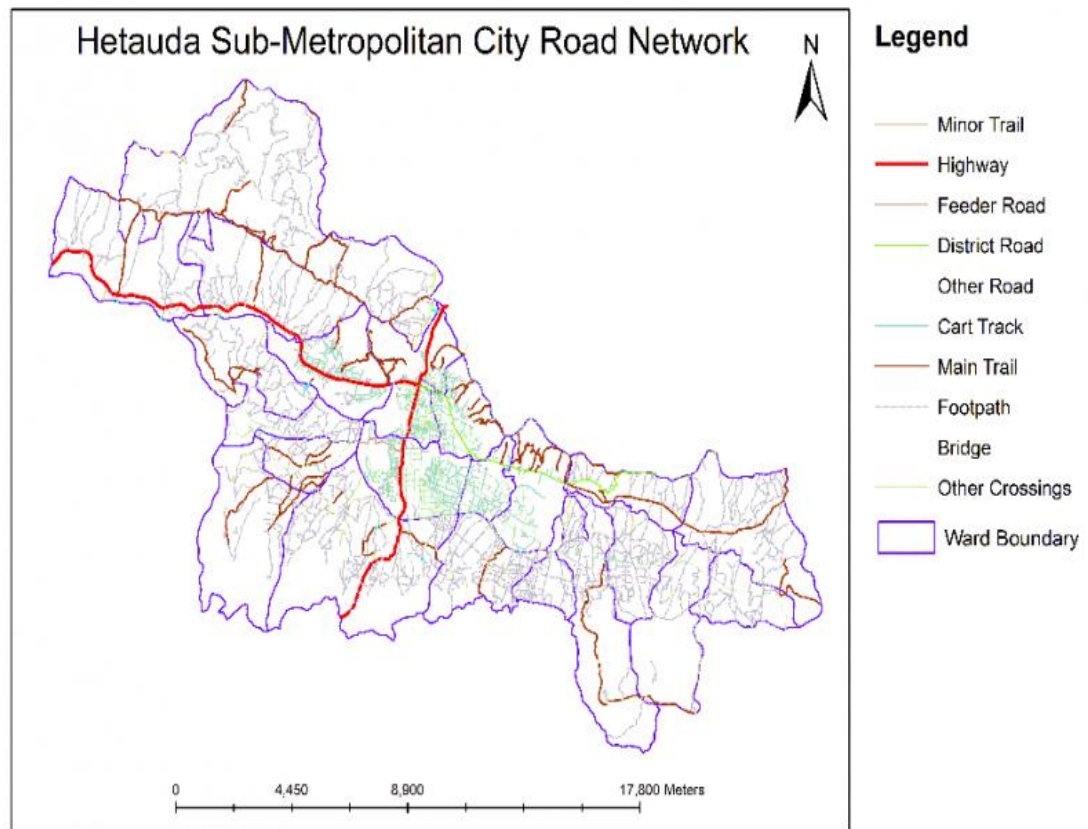 Hetauda Sub-Metropolitan City Road Network
N
Legend
Minor Trail
Highway
Feeder Road
District Road
Other Road
Cart Track
Main Trail
Footpath
Bridge
Other Crossings
Ward Boundary
0 4,450 8,900 17,800 Meters